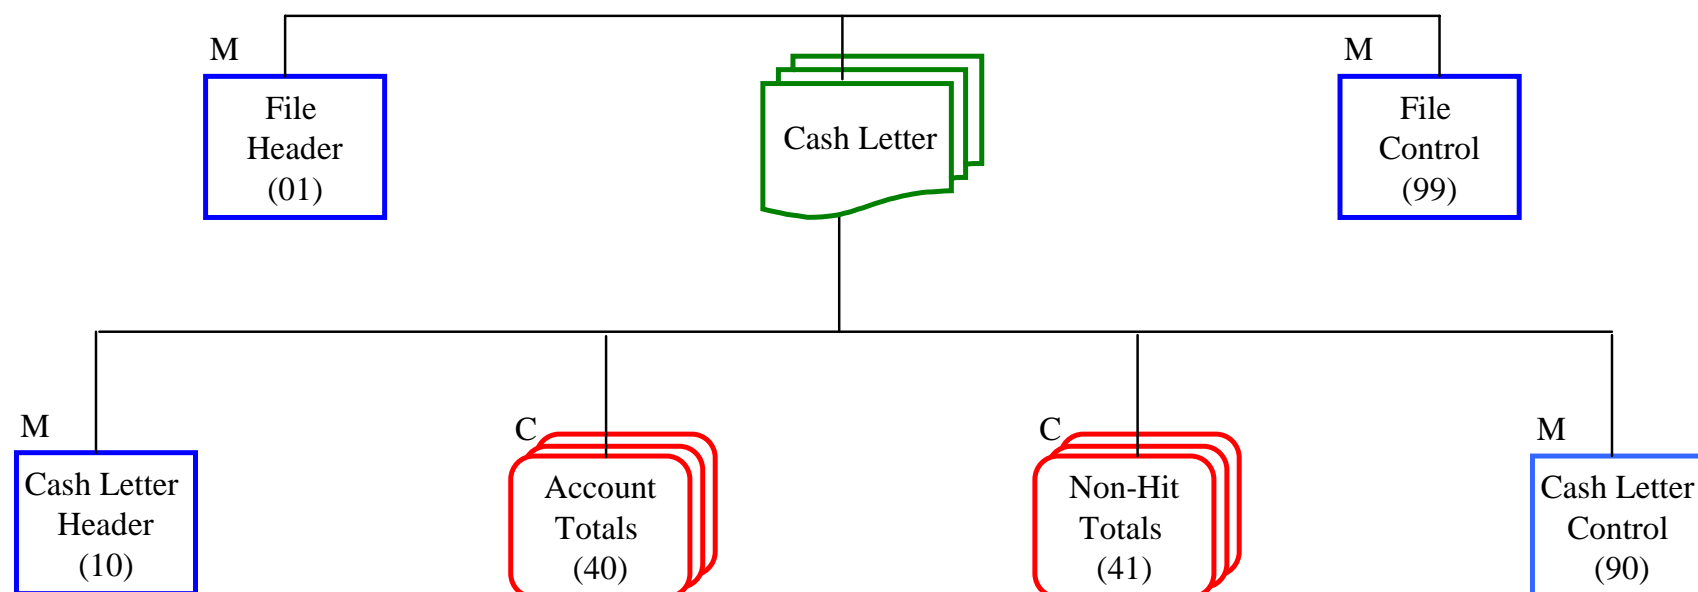 M
File
Header
(01)
Cash Letter
M
File
Control
(99)
M
Cash Letter
Header
(10)
C
Account
Totals
(40)
C
Non-Hit
Totals
(41)
M
Cash Letter
Control
(90)